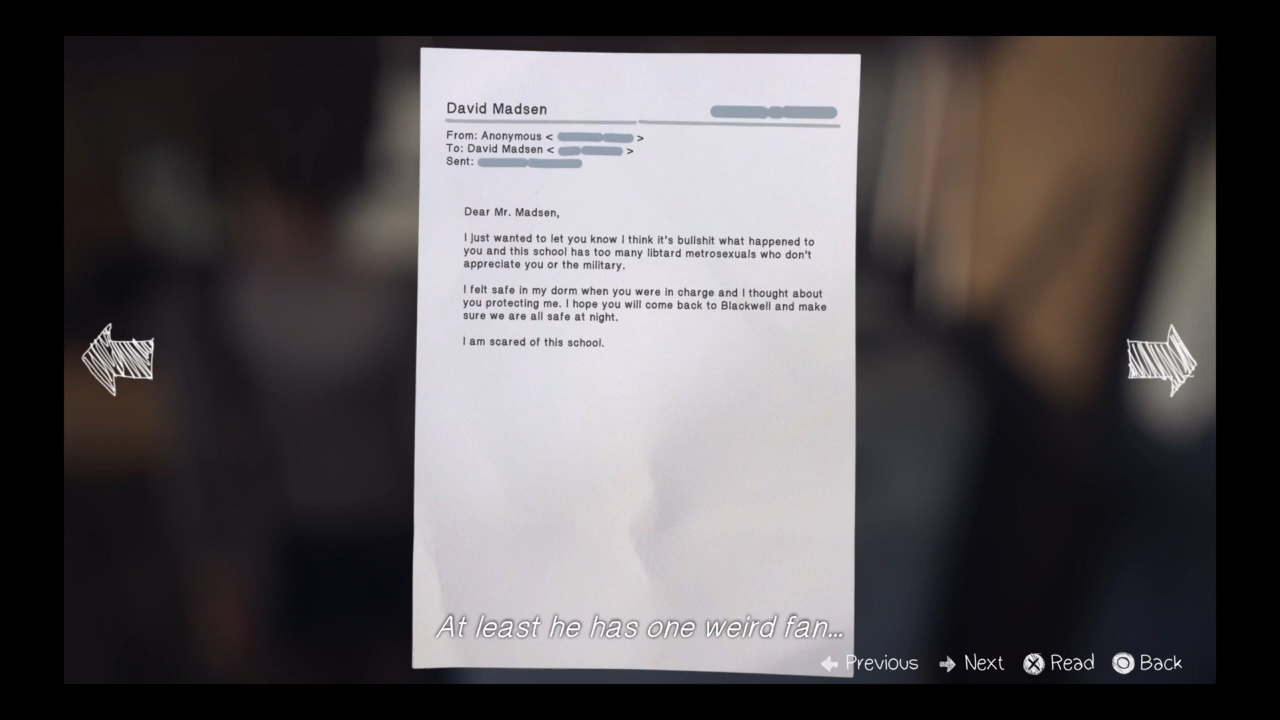 David Madsen
From: Anonymous < >
To: David Madsen < >
Sent:
Dear Mr. Madsen,
I just wanted to let you know I think it's bullshit what happened to
you and this school has too many libtard metrosexuals who don't
appreciate you or the military.
I felt safe in my dorm when you were in charge and I thought about
you protecting me. I hope you will come back to Blackwell and make
sure we are all safe at night.
I am scared of this school.
At least he has one weird fan...
Previous Next Read Back